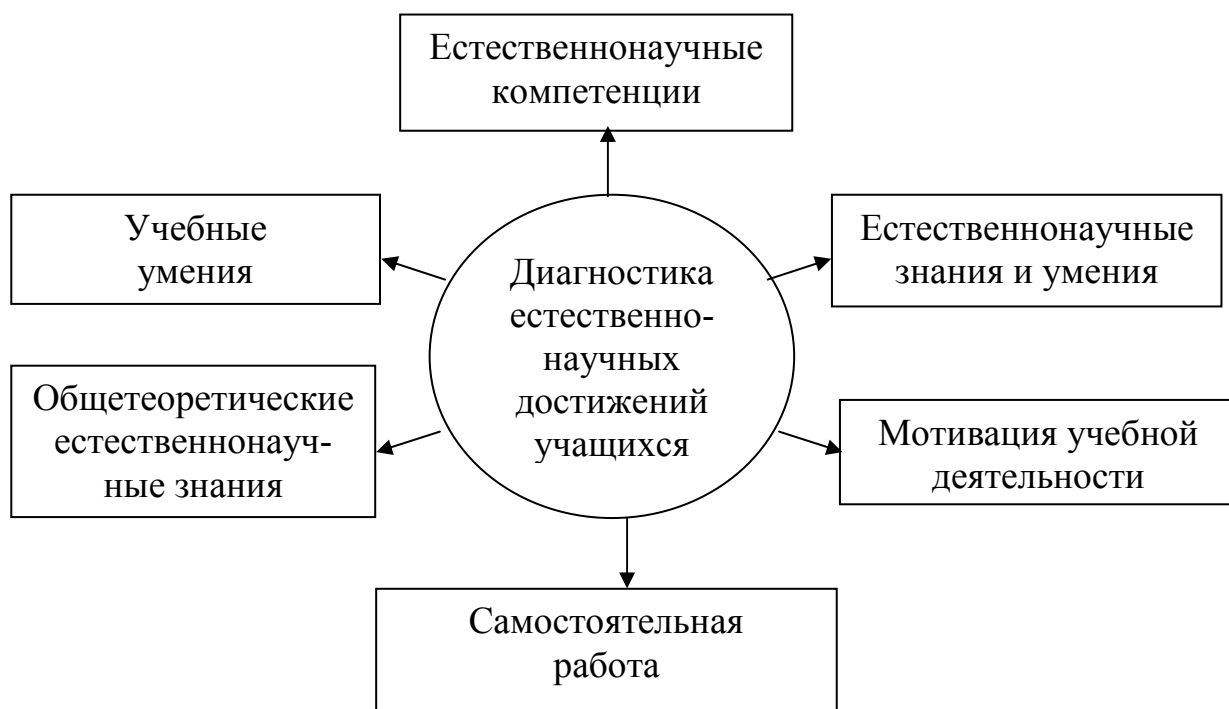 Естественнонаучные
компетенции
Учебные
умения
Естественнонаучные
знания и умения
Диагностика
естественно-
научных
достижений
учащихся
Общетеоретические
естественнонауч-
ные знания
Мотивация учебной
деятельности
Самостоятельная
работа